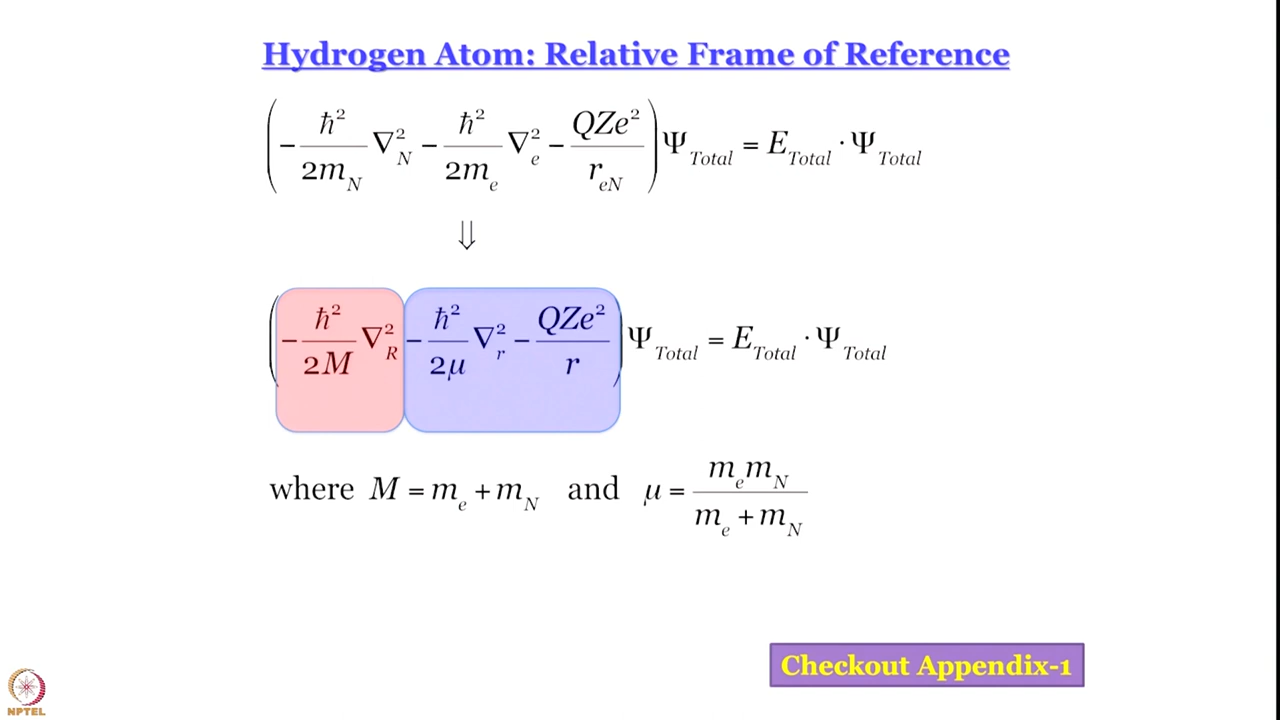 Hydrogen Atom: Relative Frame of Reference
(−ħ²/2m_N ∇²_N − ħ²/2m_e ∇²_e − QZe²/r_eN) Ψ_Total = E_Total · Ψ_Total
⇓
(−ħ²/2M ∇²_R − ħ²/2μ ∇²_r − QZe²/r) Ψ_Total = E_Total · Ψ_Total
where M = m_e + m_N and μ = m_e m_N / m_e + m_N
Checkout Appendix-1
NPTEL